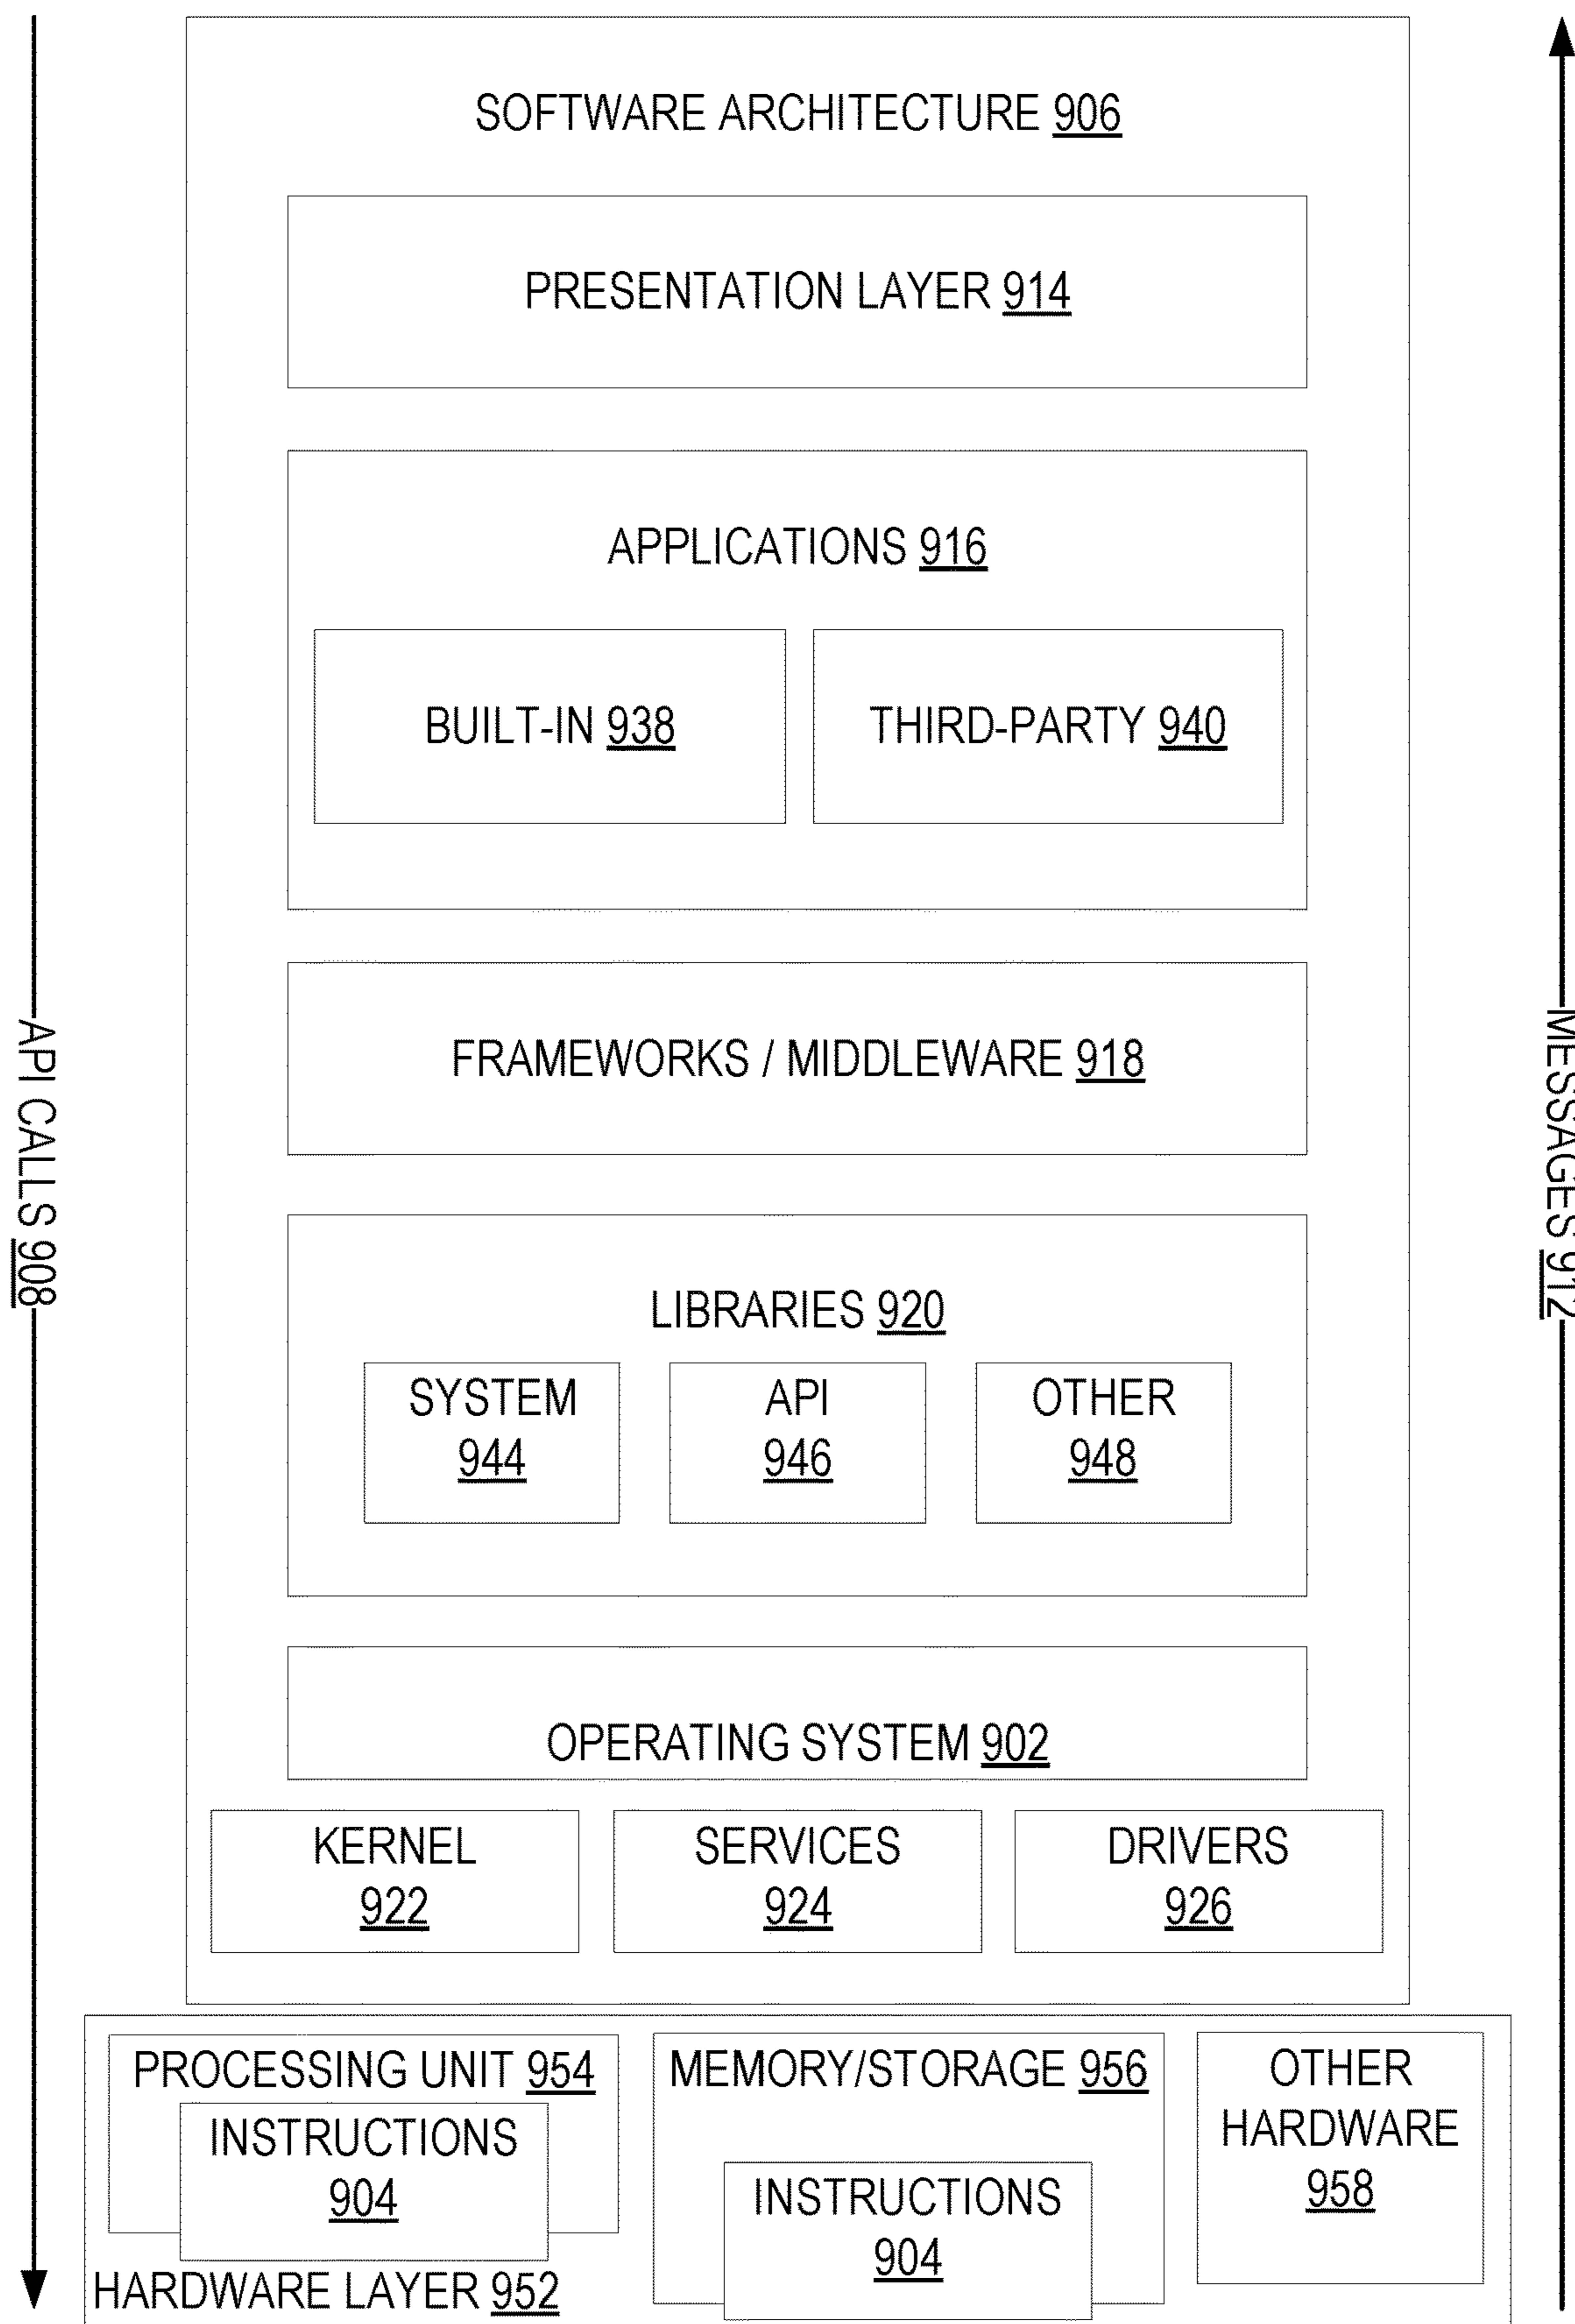 SOFTWARE ARCHITECTURE 906
PRESENTATION LAYER 914
APPLICATIONS 916
BUILT-IN 938
THIRD-PARTY 940
FRAMEWORKS / MIDDLEWARE 918
API CALLS 908
MESSAGES 912
LIBRARIES 920
SYSTEM
944
API
946
OTHER
948
OPERATING SYSTEM 902
KERNEL
922
SERVICES
924
DRIVERS
926
PROCESSING UNIT 954
INSTRUCTIONS
904
MEMORY/STORAGE 956
INSTRUCTIONS
904
OTHER
HARDWARE
958
HARDWARE LAYER 952